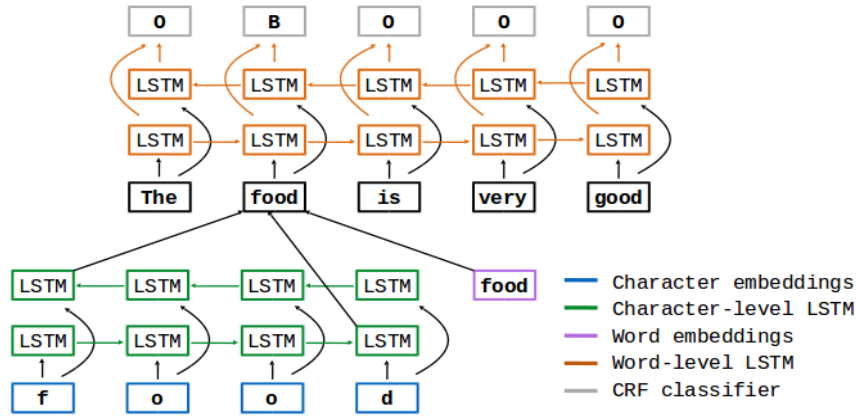 O B O O O
LSTM LSTM LSTM LSTM LSTM
LSTM LSTM LSTM LSTM LSTM
The food is very good
LSTM LSTM LSTM LSTM food
LSTM LSTM LSTM LSTM
f o o d
Character embeddings
Character-level LSTM
Word embeddings
Word-level LSTM
CRF classifier